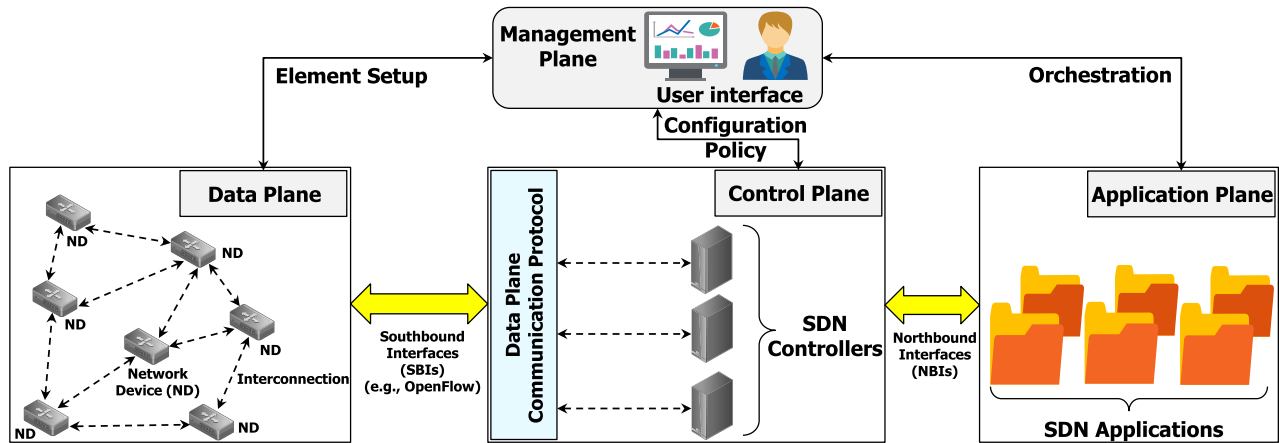 Management
Plane
User interface
Element Setup
Orchestration
Configuration
Policy
Data Plane
ND
ND
ND
ND
Network
Device (ND)
Interconnection
ND
ND
Southbound
Interfaces
(SBIs)
(e.g., OpenFlow)
Data Plane
Communication Protocol
Control Plane
SDN
Controllers
Northbound
Interfaces
(NBIs)
Application Plane
SDN Applications